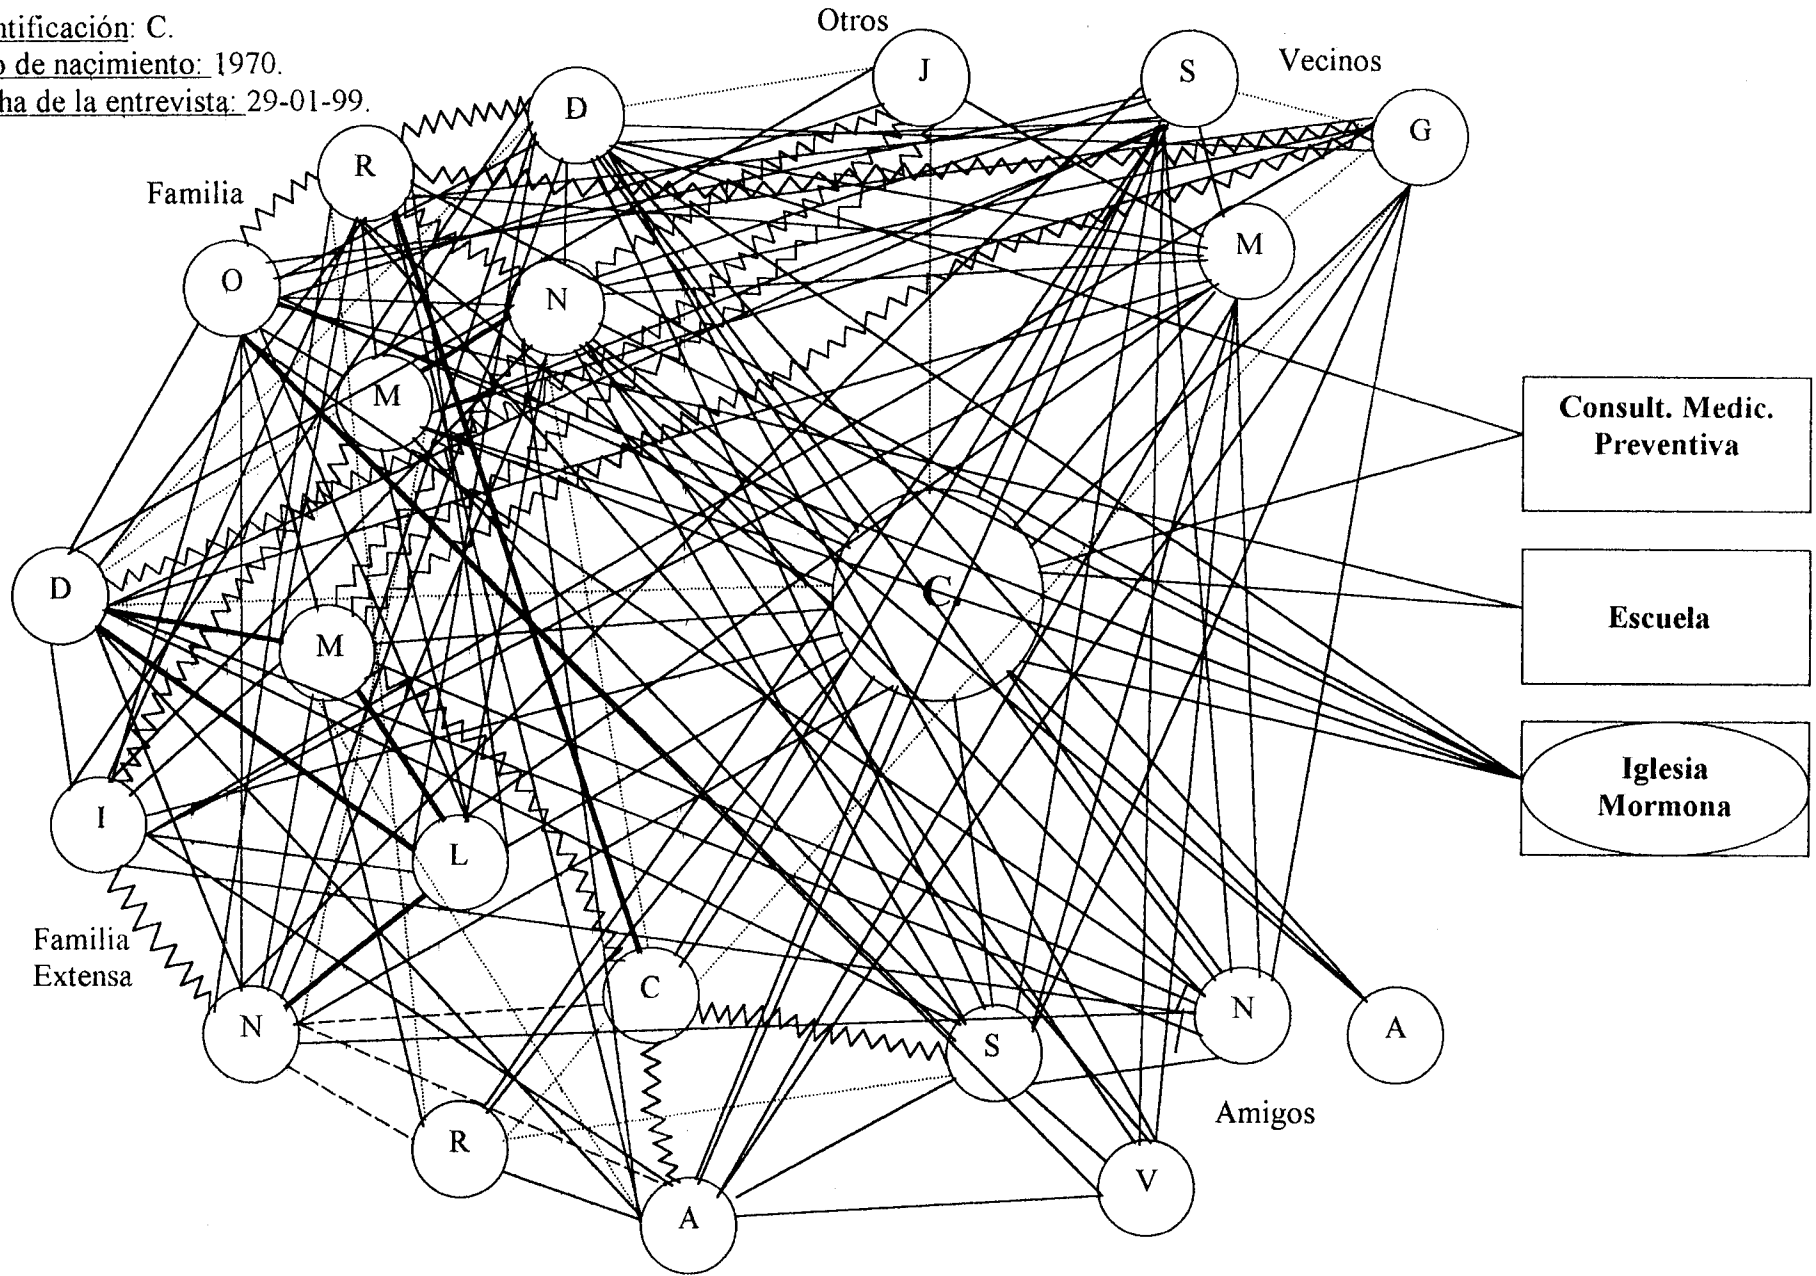 ntificación: C.
o de nacimiento: 1970.
ha de la entrevista: 29-01-99.
Otros
Vecinos
Familia
J
S
D
G
R
M
O
N
M
Consult. Medic.
Preventiva
D
C.
Escuela
M
Iglesia
Mormona
I
L
Familia
Extensa
C
N
N
S
A
R
Amigos
V
A